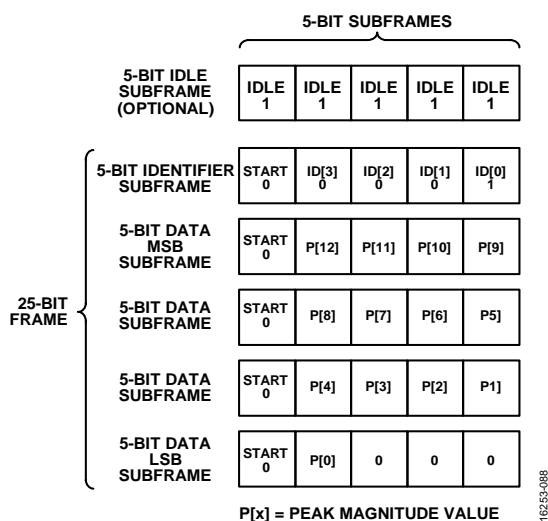 5-BIT SUBFRAMES
5-BIT IDLE
SUBFRAME
(OPTIONAL)
IDLE IDLE IDLE IDLE IDLE
1 1 1 1 1
25-BIT
FRAME
5-BIT IDENTIFIER
SUBFRAME
START ID[3] ID[2] ID[1] ID[0]
0 0 0 0 1
5-BIT DATA
MSB
SUBFRAME
START
0
P[12] P[11] P[10] P[9]
5-BIT DATA
SUBFRAME
START
0
P[8] P[7] P[6] P5]
5-BIT DATA
SUBFRAME
START
0
P[4] P[3] P[2] P1]
5-BIT DATA
LSB
SUBFRAME
START
0
P[0] 0 0 0
P[x] = PEAK MAGNITUDE VALUE
16253-088